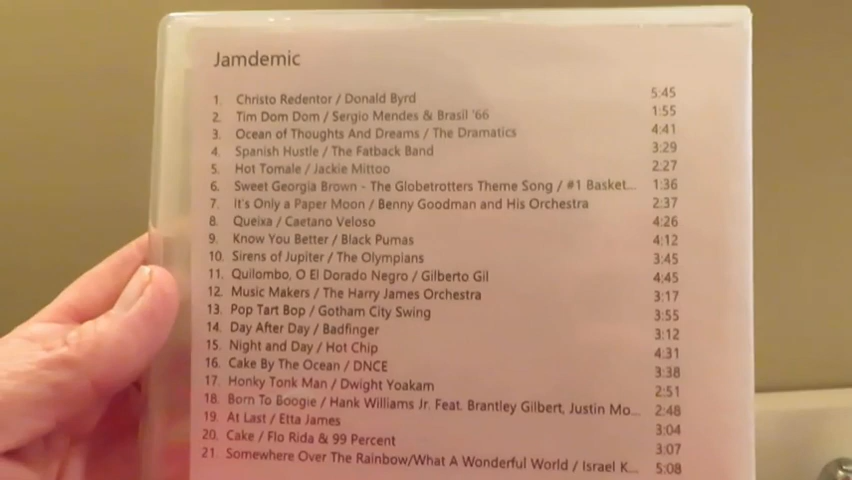 Jamdemic
1. Christo Redentor / Donald Byrd 5:45
2. Tim Dom Dom / Sergio Mendes & Brasil '66 1:55
3. Ocean of Thoughts And Dreams / The Dramatics 4:41
4. Spanish Hustle / The Fatback Band 3:29
5. Hot Tomale / Jackie Mittoo 2:27
6. Sweet Georgia Brown - The Globetrotters Theme Song / #1 Basket... 1:36
7. It's Only a Paper Moon / Benny Goodman and His Orchestra 2:37
8. Queixa / Caetano Veloso 4:26
9. Know You Better / Black Pumas 4:12
10. Sirens of Jupiter / The Olympians 3:45
11. Quilombo, O El Dorado Negro / Gilberto Gil 4:45
12. Music Makers / The Harry James Orchestra 3:17
13. Pop Tart Bop / Gotham City Swing 3:55
14. Day After Day / Badfinger 3:12
15. Night and Day / Hot Chip 4:31
16. Cake By The Ocean / DNCE 3:38
17. Honky Tonk Man / Dwight Yoakam 2:51
18. Born To Boogie / Hank Williams Jr. Feat. Brantley Gilbert, Justin Mo... 2:48
19. At Last / Etta James 3:04
20. Cake / Flo Rida & 99 Percent 3:07
21. Somewhere Over The Rainbow/What A Wonderful World / Israel K... 5:08